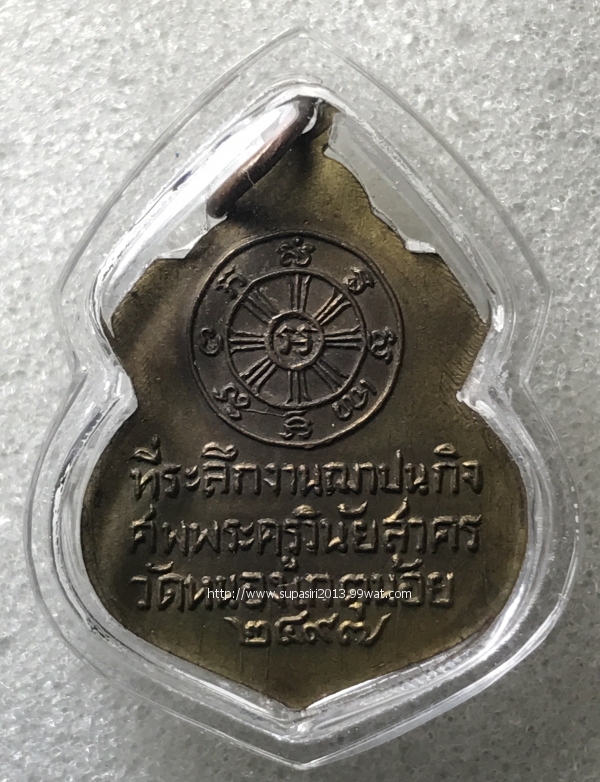 ที่ระลึกงานฌาปนกิจ
ศพพระครูวินัยสาคร
วัดหนอง
http://www.supasiri2013.99wat.com
๒๔๙๗